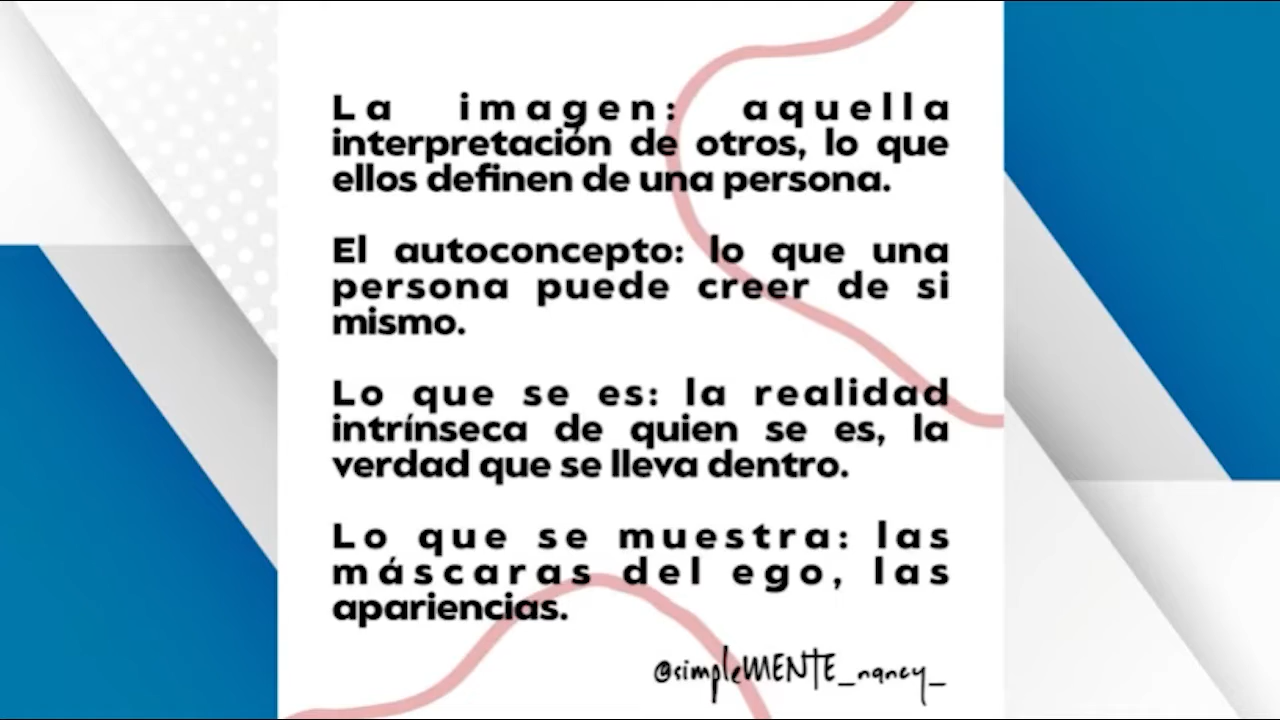 La imagen: aquella
interpretación de otros, lo que
ellos definen de una persona.
El autoconcepto: lo que una
persona puede creer de si
mismo.
Lo que se es: la realidad
intrínseca de quien se es, la
verdad que se lleva dentro.
Lo que se muestra: las
máscaras del ego, las
apariencias.
@simpleMENTE_nancy_